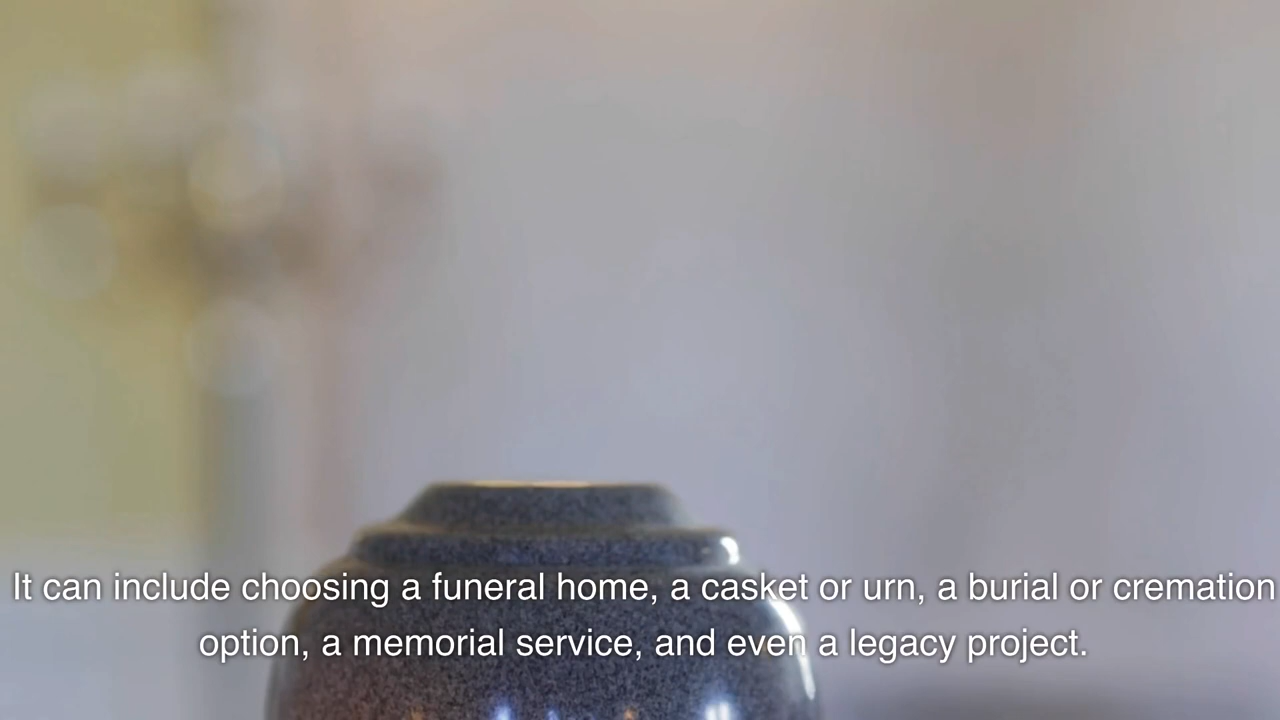 It can include choosing a funeral home, a casket or urn, a burial or cremation
option, a memorial service, and even a legacy project.